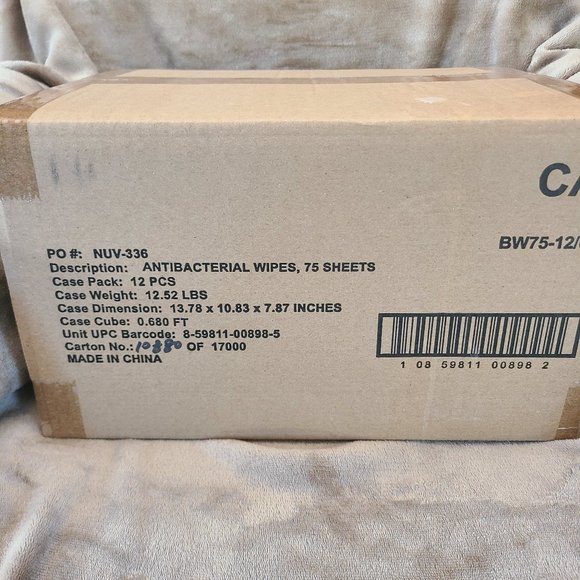 CA
BW75-12/
PO #: NUV-336
Description: ANTIBACTERIAL WIPES, 75 SHEETS
Case Pack: 12 PCS
Case Weight: 12.52 LBS
Case Dimension: 13.78 x 10.83 x 7.87 INCHES
Case Cube: 0.680 FT
Unit UPC Barcode: 8-59811-00898-5
Carton No.: 10880 OF 17000
MADE IN CHINA
1 08 59811 00898 2